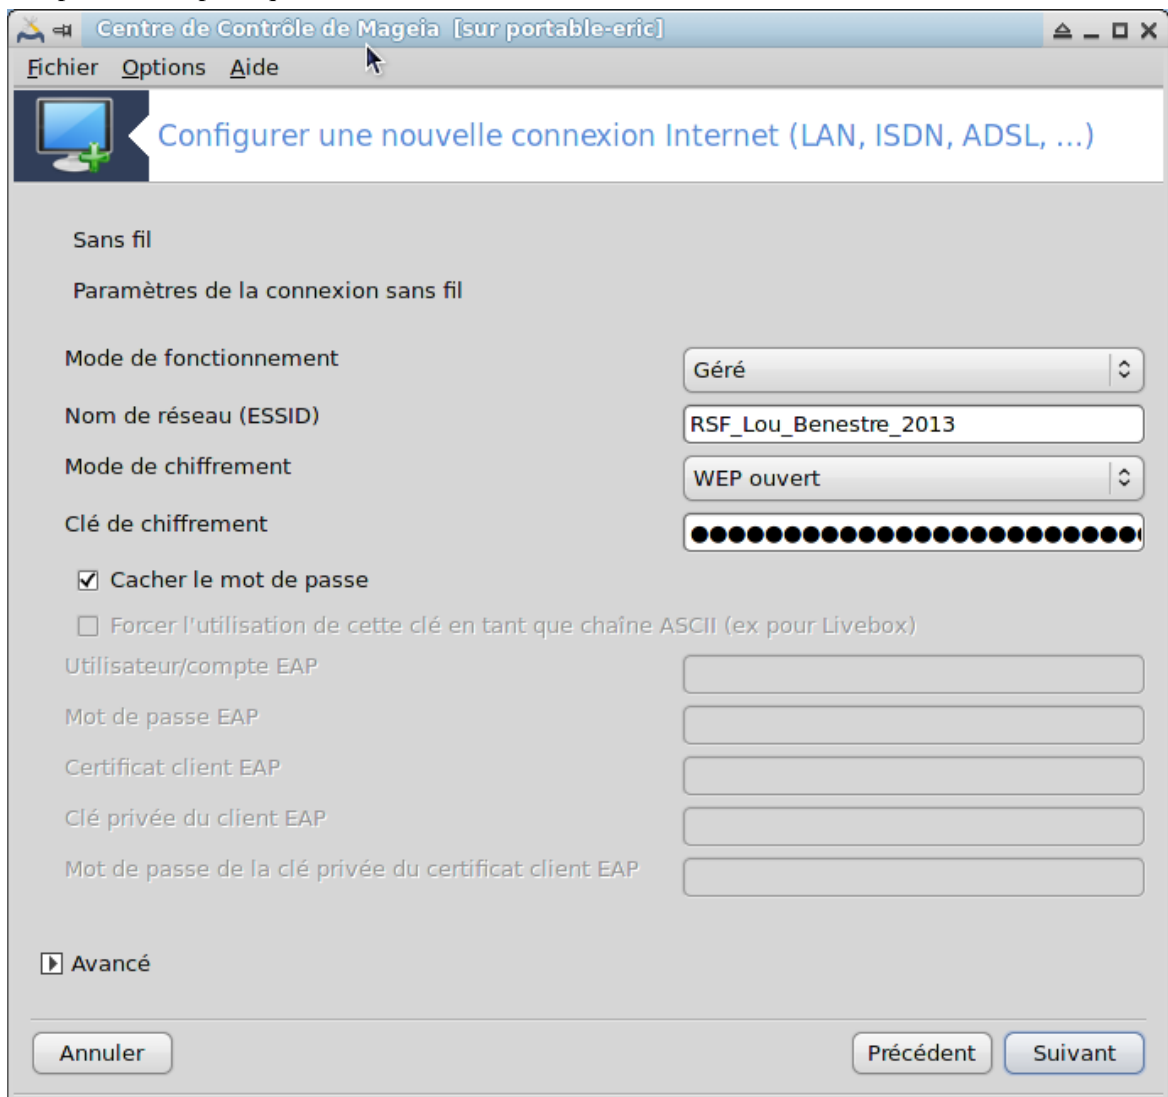 Centre de Contrôle de Mageia [sur portable-eric]
Fichier Options Aide
Configurer une nouvelle connexion Internet (LAN, ISDN, ADSL, ...)
Sans fil
Paramètres de la connexion sans fil
Mode de fonctionnement
Géré
Nom de réseau (ESSID)
RSF_Lou_Benestre_2013
Mode de chiffrement
WEP ouvert
Clé de chiffrement
Cacher le mot de passe
Forcer l'utilisation de cette clé en tant que chaîne ASCII (ex pour Livebox)
Utilisateur/compte EAP
Mot de passe EAP
Certificat client EAP
Clé privée du client EAP
Mot de passe de la clé privée du certificat client EAP
Avancé
Annuler Précédent Suivant